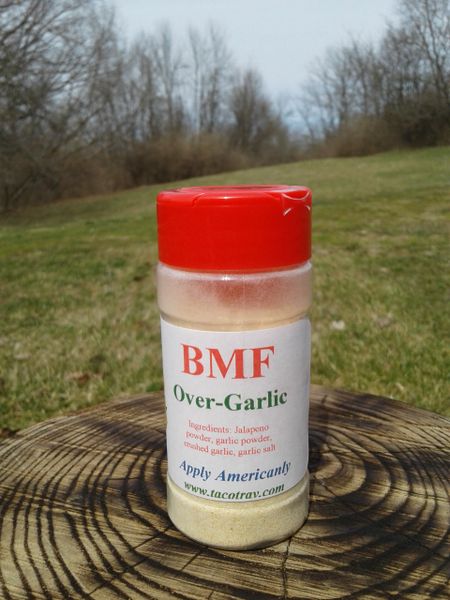 BMF
Over-Garlic
Ingredients: Jalapeno
powder, garlic powder,
crushed garlic, garlic salt
Apply Americanly
www.tacotrav.com